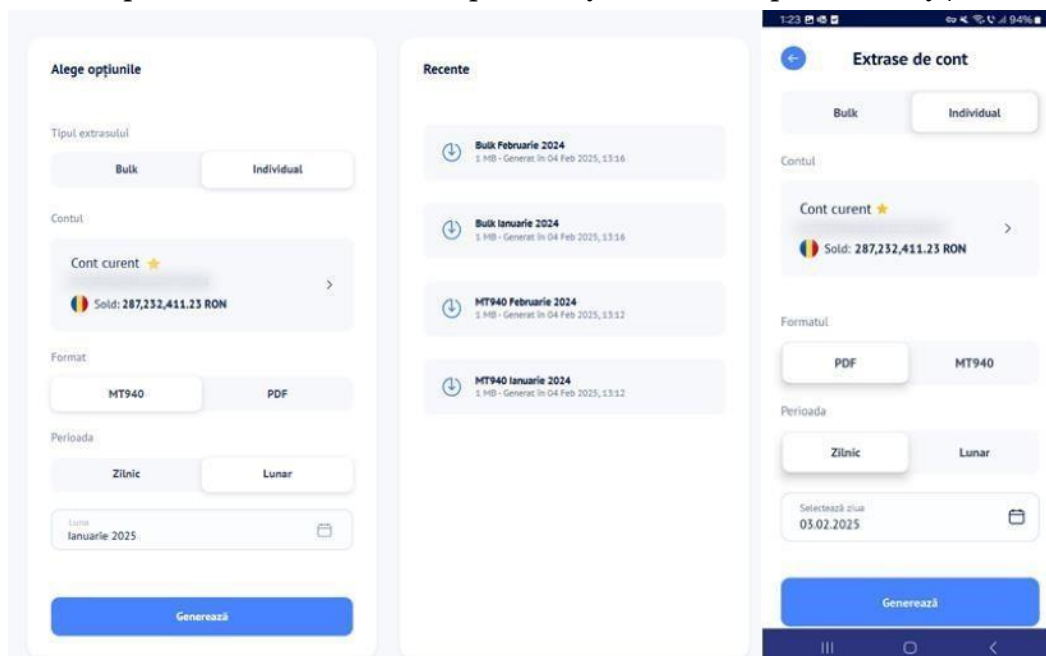 Alege opțiunile
Tipul extrasului
Bulk Individual
Contul
Cont curent
Sold: 287,232,411.23 RON
Format
MT940 PDF
Perioada
Zilnic Lunar
Luna
Ianuarie 2025
Generează
Recente
Bulk Februarie 2024
1 MB - Generat în 04 Feb 2025, 13:16
Bulk Ianuarie 2024
1 MB - Generat în 04 Feb 2025, 13:16
MT940 Februarie 2024
1 MB - Generat în 04 Feb 2025, 13:12
MT940 Ianuarie 2024
1 MB - Generat în 04 Feb 2025, 13:12
1:23 94%
Extrase de cont
Bulk Individual
Contul
Cont curent
Sold: 287,232,411.23 RON
Formatul
PDF MT940
Perioada
Zilnic Lunar
Selectează ziua
03.02.2025
Generează